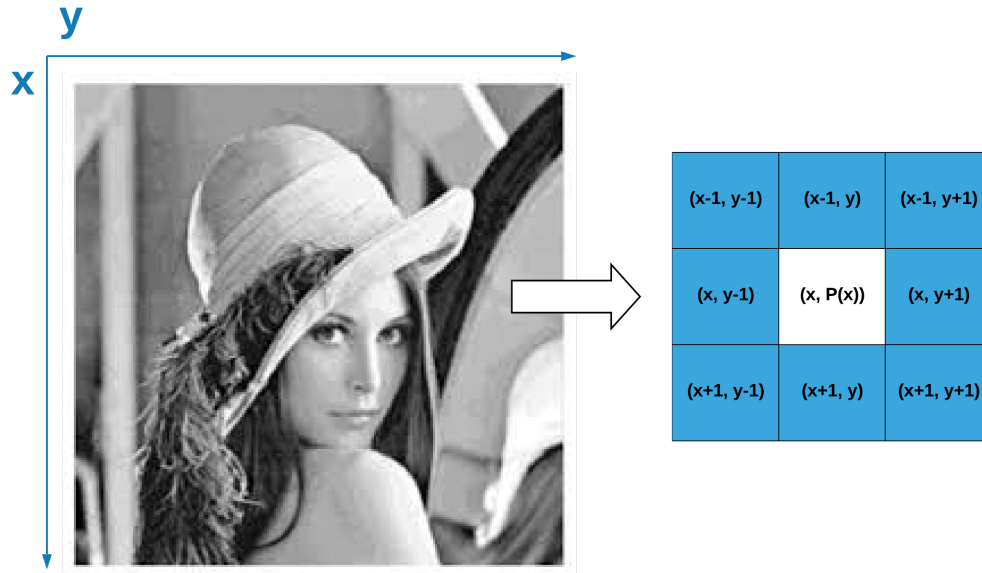 y
x
(x-1, y-1) (x-1, y) (x-1, y+1)
(x, y-1) (x, P(x)) (x, y+1)
(x+1, y-1) (x+1, y) (x+1, y+1)